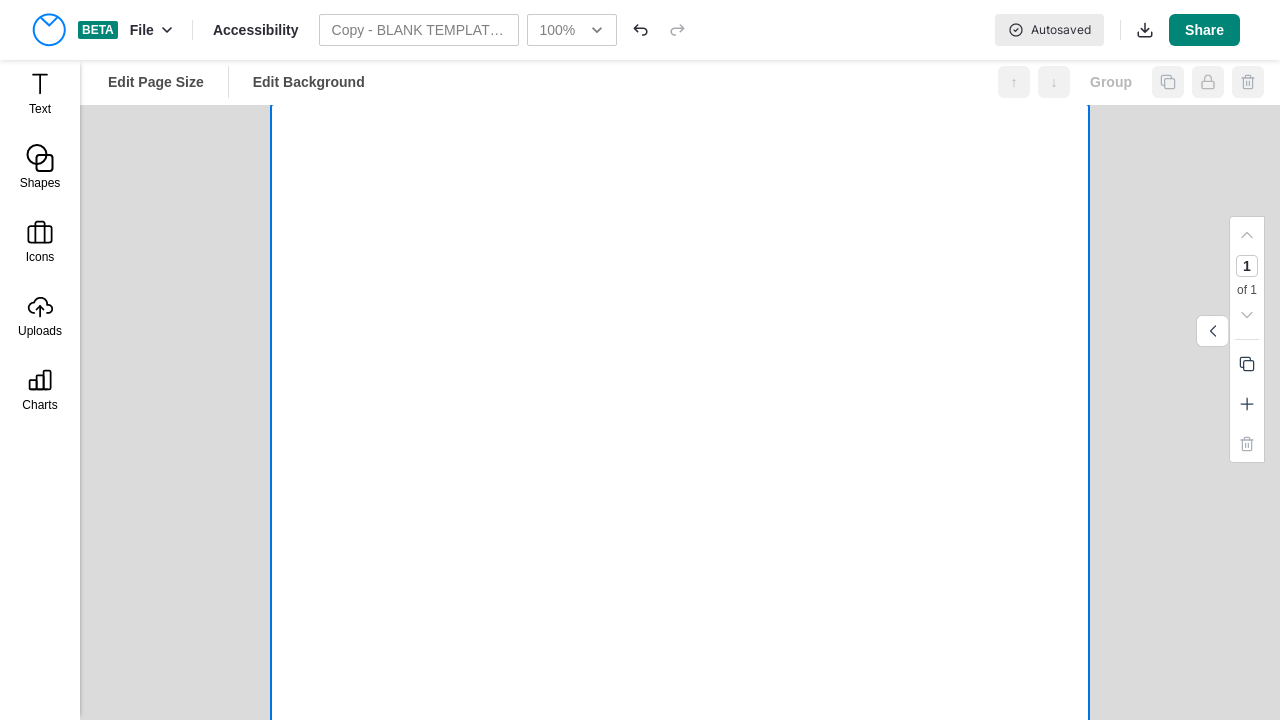 BETA
File
Accessibility
Copy - BLANK TEMPLAT…
100%
Autosaved
Share
Edit Page Size
Edit Background
↑
↓
Group
Text
Shapes
Icons
Uploads
Charts
1
of 1